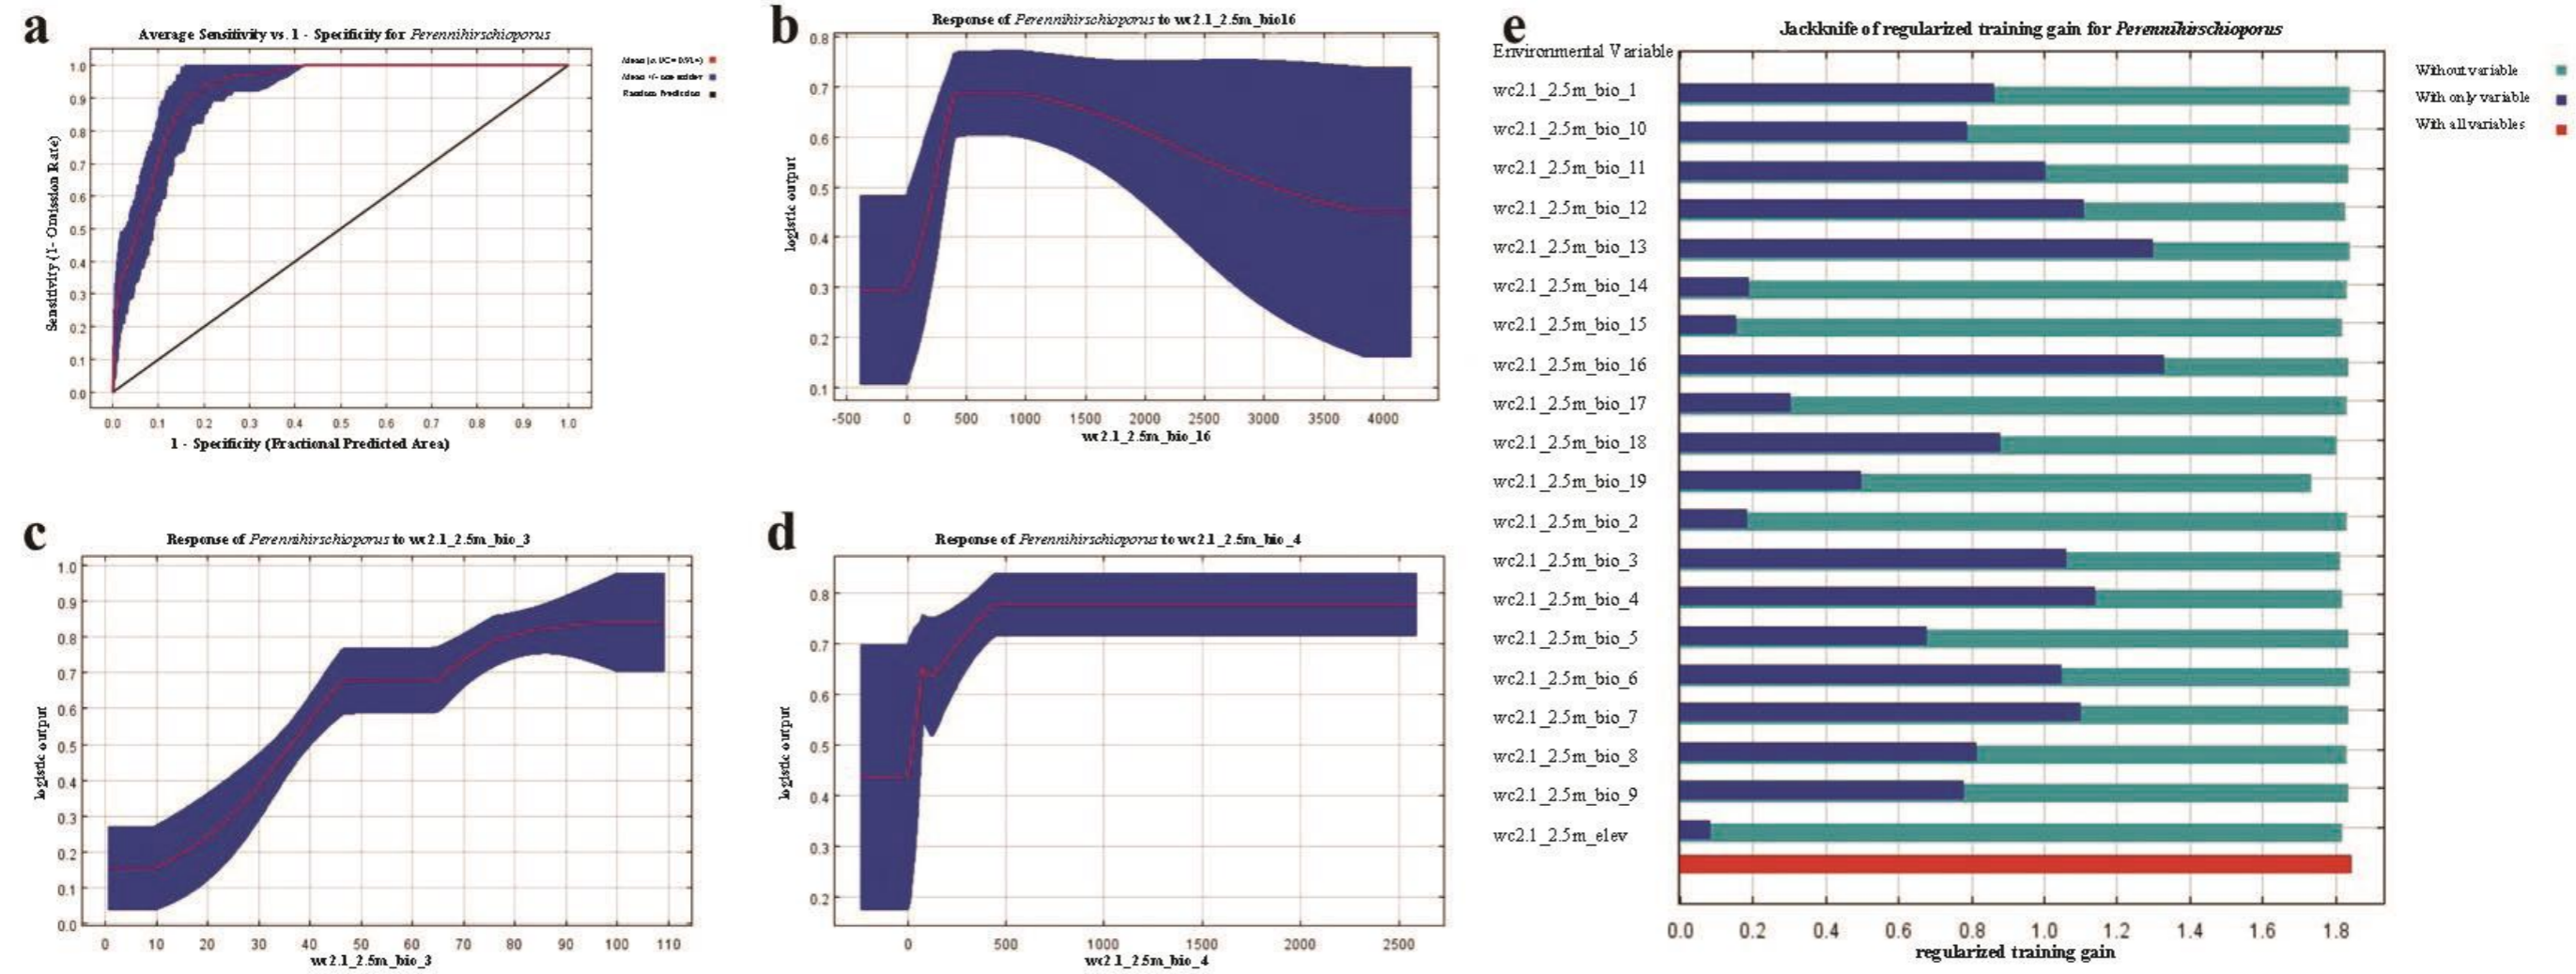 a
Average Sensitivity vs. 1 - Specificity for Perennihirschioporus
Sensitivity (1 - Omission Rate)
1.0
0.9
0.8
0.7
0.6
0.5
0.4
0.3
0.2
0.1
0.0
0.0 0.1 0.2 0.3 0.4 0.5 0.6 0.7 0.8 0.9 1.0
1 - Specificity (Fractional Predicted Area)
Random Prediction
b
Response of Perennihirschioporus to wc2.1_2.5m_bio16
logistic output
0.8
0.7
0.6
0.5
0.4
0.3
0.2
0.1
-500 0 500 1000 1500 2000 2500 3000 3500 4000
wc2.1_2.5m_bio_16
c
Response of Perennihirschioporus to wc2.1_2.5m_bio_3
logistic output
1.0
0.9
0.8
0.7
0.6
0.5
0.4
0.3
0.2
0.1
0.0
0 10 20 30 40 50 60 70 80 90 100 110
wc2.1_2.5m_bio_3
d
Response of Perennihirschioporus to wc2.1_2.5m_bio_4
logistic output
0.8
0.7
0.6
0.5
0.4
0.3
0.2
0 500 1000 1500 2000 2500
wc2.1_2.5m_bio_4
e
Jackknife of regularized training gain for Perennihirschioporus
Environmental Variable
wc2.1_2.5m_bio_1
wc2.1_2.5m_bio_10
wc2.1_2.5m_bio_11
wc2.1_2.5m_bio_12
wc2.1_2.5m_bio_13
wc2.1_2.5m_bio_14
wc2.1_2.5m_bio_15
wc2.1_2.5m_bio_16
wc2.1_2.5m_bio_17
wc2.1_2.5m_bio_18
wc2.1_2.5m_bio_19
wc2.1_2.5m_bio_2
wc2.1_2.5m_bio_3
wc2.1_2.5m_bio_4
wc2.1_2.5m_bio_5
wc2.1_2.5m_bio_6
wc2.1_2.5m_bio_7
wc2.1_2.5m_bio_8
wc2.1_2.5m_bio_9
wc2.1_2.5m_elev
0.0 0.2 0.4 0.6 0.8 1.0 1.2 1.4 1.6 1.8
regularized training gain
Without variable
With only variable
With all variables